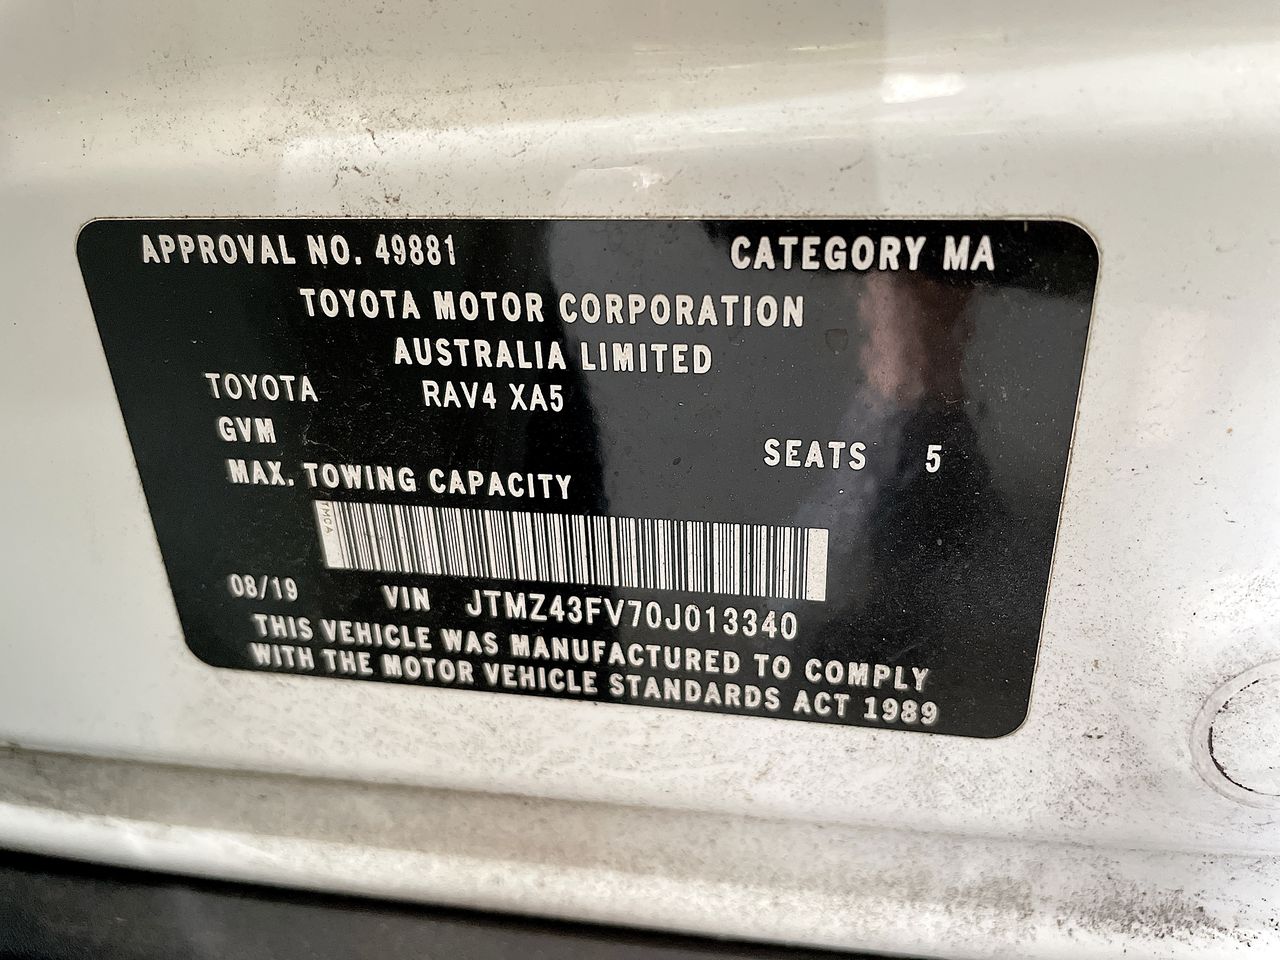 APPROVAL NO. 49881 CATEGORY MA
TOYOTA MOTOR CORPORATION
AUSTRALIA LIMITED
TOYOTA RAV4 XA5
GVM
SEATS 5
MAX. TOWING CAPACITY
TMCA
08/19 VIN JTMZ43FV70J013340
THIS VEHICLE WAS MANUFACTURED TO COMPLY
WITH THE MOTOR VEHICLE STANDARDS ACT 1989